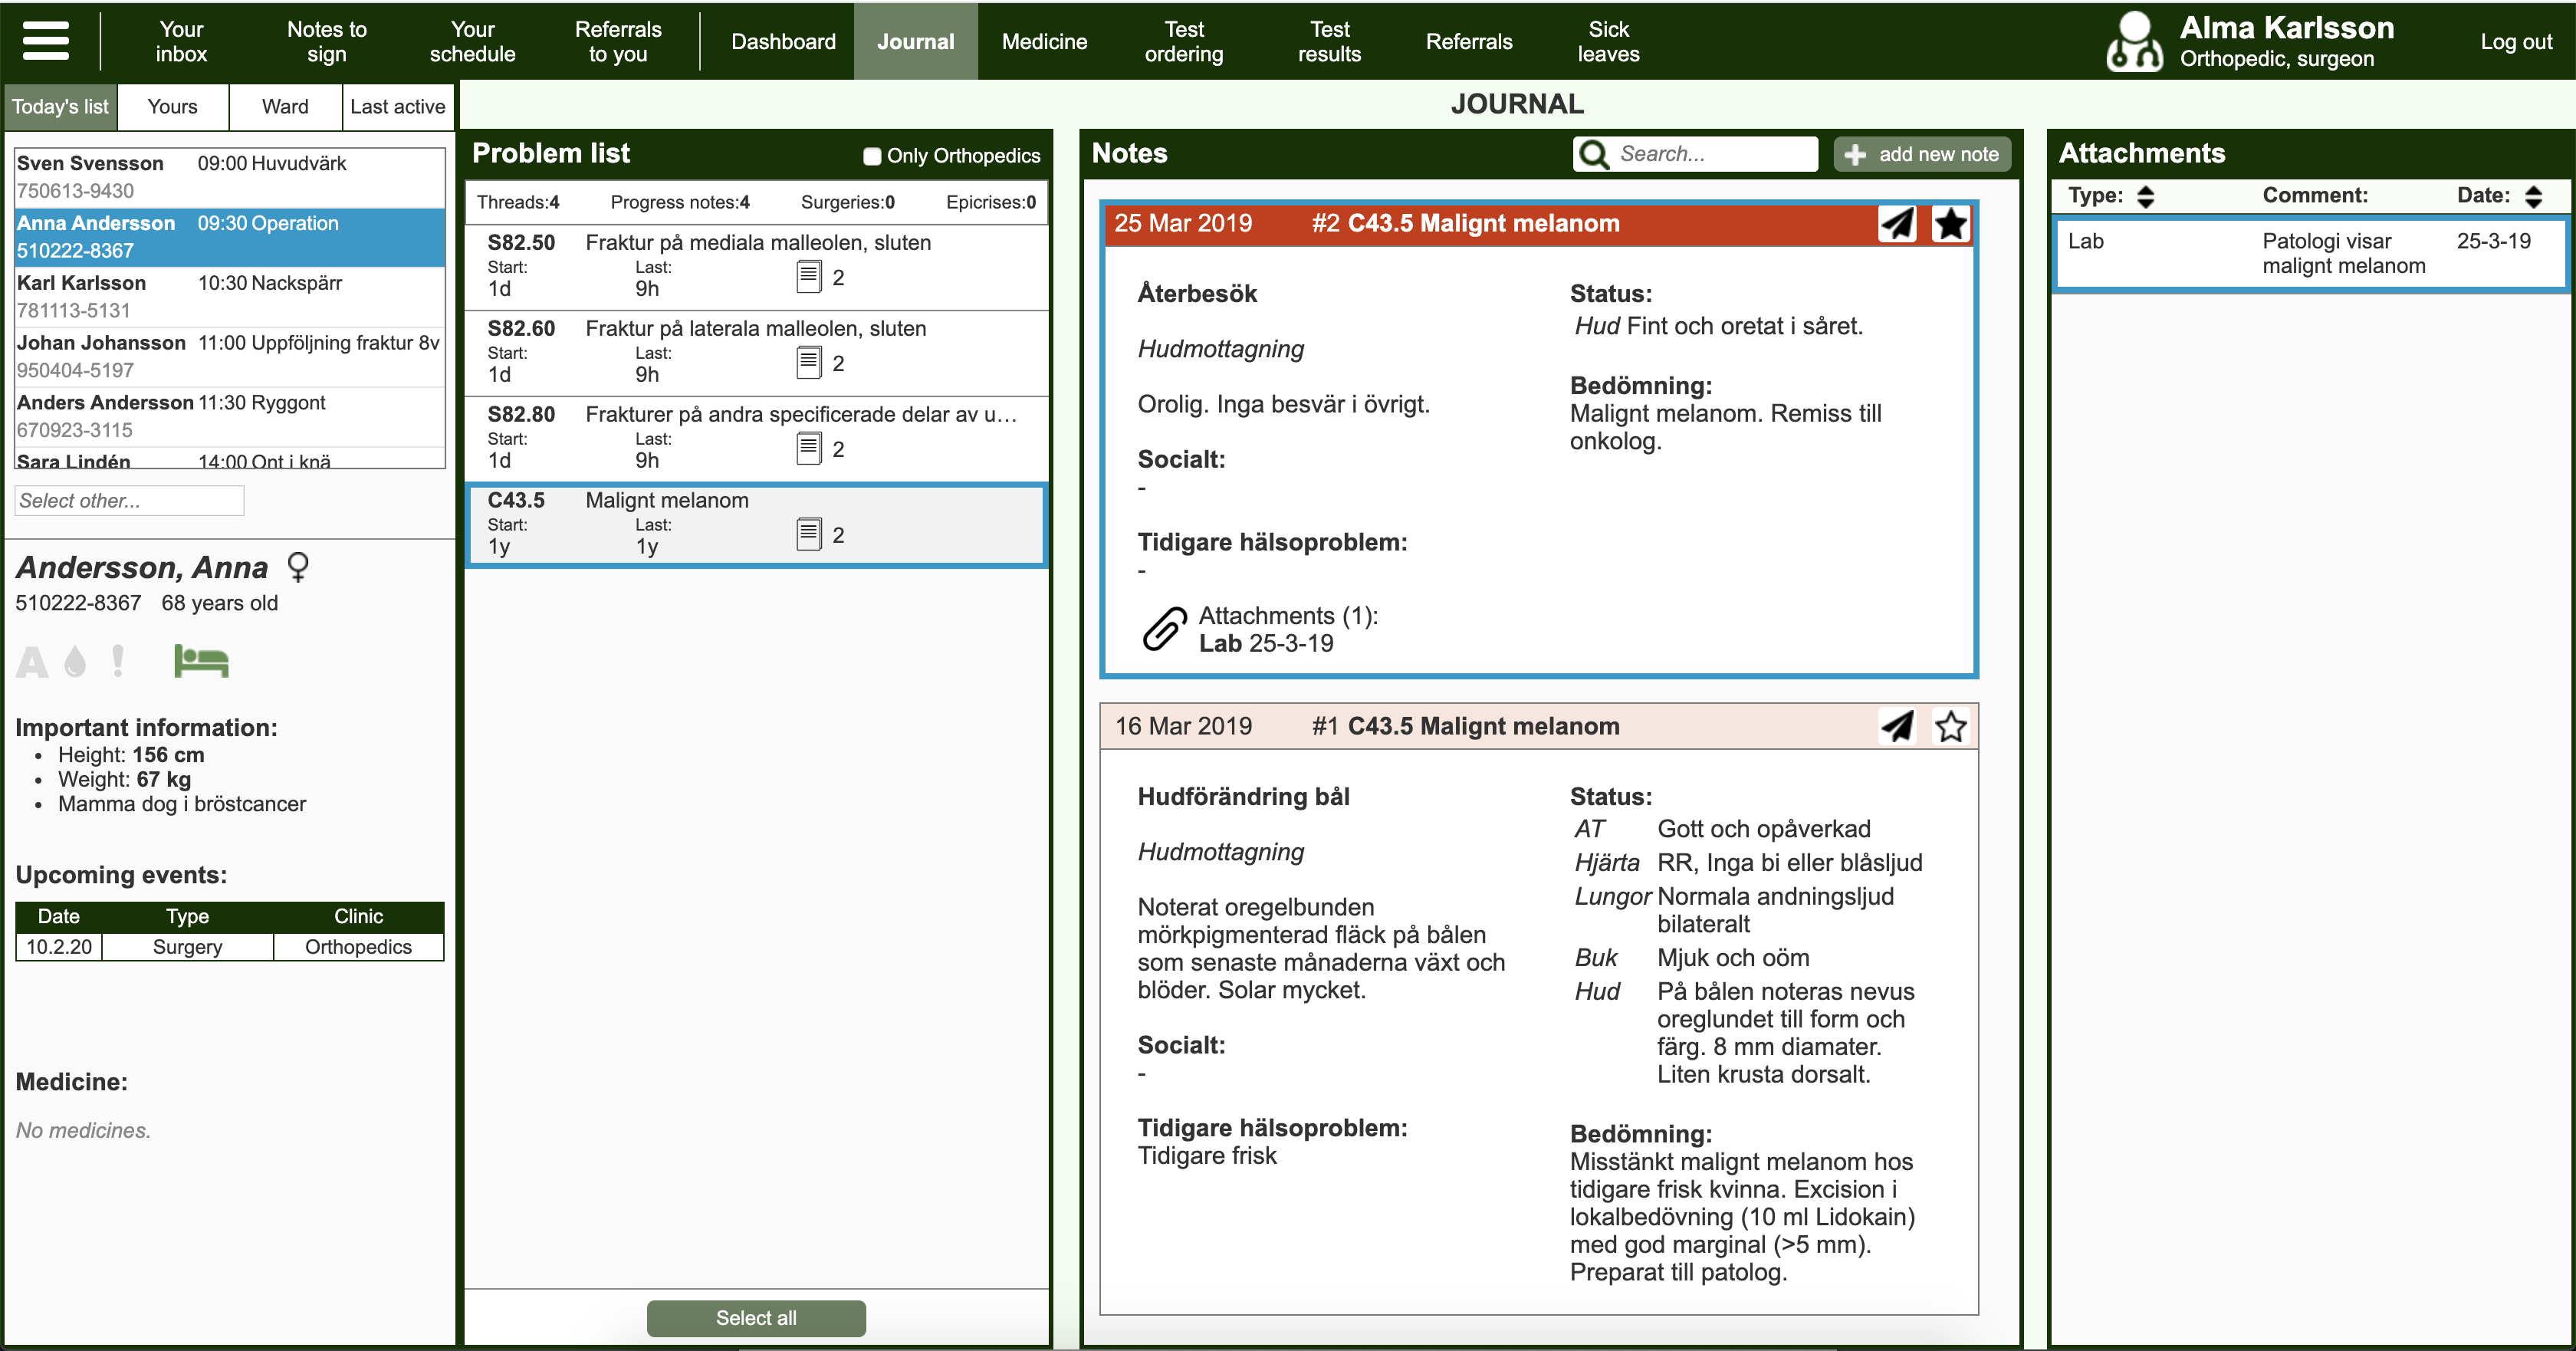 Your inbox
Notes to sign
Your schedule
Referrals to you
Dashboard
Journal
Medicine
Test ordering
Test results
Referrals
Sick leaves
Alma Karlsson
Orthopedic, surgeon
Log out
Today's list
Yours
Ward
Last active
Sven Svensson 09:00 Huvudvärk
750613-9430
Anna Andersson 09:30 Operation
510222-8367
Karl Karlsson 10:30 Nackspärr
781113-5131
Johan Johansson 11:00 Uppföljning fraktur 8v
950404-5197
Anders Andersson 11:30 Ryggont
670923-3115
Sara Lindén 14:00 Ont i knä
Select other...
Andersson, Anna
510222-8367 68 years old
A
Important information:
• Height: 156 cm
• Weight: 67 kg
• Mamma dog i bröstcancer
Upcoming events:
Date Type Clinic
10.2.20 Surgery Orthopedics
Medicine:
No medicines.
JOURNAL
Problem list
Only Orthopedics
Threads:4 Progress notes:4 Surgeries:0 Epicrises:0
S82.50 Fraktur på mediala malleolen, sluten
Start: Last:
1d 9h 2
S82.60 Fraktur på laterala malleolen, sluten
Start: Last:
1d 9h 2
S82.80 Frakturer på andra specificerade delar av u…
Start: Last:
1d 9h 2
C43.5 Malignt melanom
Start: Last:
1y 1y 2
Select all
Notes
Search...
+ add new note
25 Mar 2019 #2 C43.5 Malignt melanom
Återbesök
Hudmottagning
Orolig. Inga besvär i övrigt.
Socialt:
-
Tidigare hälsoproblem:
-
Attachments (1):
Lab 25-3-19
Status:
Hud Fint och oretat i såret.
Bedömning:
Malignt melanom. Remiss till
onkolog.
16 Mar 2019 #1 C43.5 Malignt melanom
Hudförändring bål
Hudmottagning
Noterat oregelbunden
mörkpigmenterad fläck på bålen
som senaste månaderna växt och
blöder. Solar mycket.
Socialt:
-
Tidigare hälsoproblem:
Tidigare frisk
Status:
AT Gott och opåverkad
Hjärta RR, Inga bi eller blåsljud
Lungor Normala andningsljud
bilateralt
Buk Mjuk och oöm
Hud På bålen noteras nevus
oreglundet till form och
färg. 8 mm diamater.
Liten krusta dorsalt.
Bedömning:
Misstänkt malignt melanom hos
tidigare frisk kvinna. Excision i
lokalbedövning (10 ml Lidokain)
med god marginal (>5 mm).
Preparat till patolog.
Attachments
Type: Comment: Date:
Lab Patologi visar 25-3-19
malignt melanom